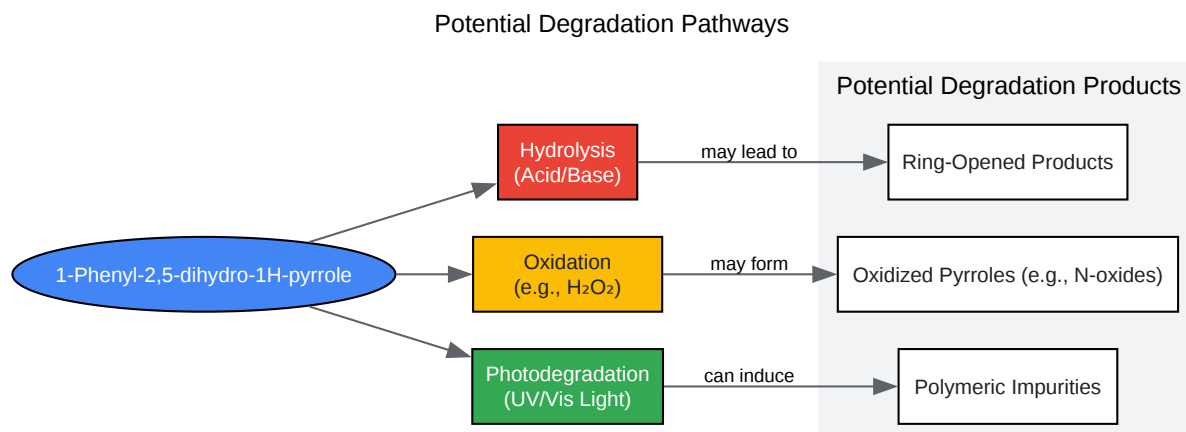 Potential Degradation Pathways
Potential Degradation Products
Hydrolysis
(Acid/Base)
may lead to
Ring-Opened Products
1-Phenyl-2,5-dihydro-1H-pyrrole
Oxidation
(e.g., H₂O₂)
may form
Oxidized Pyrroles (e.g., N-oxides)
Photodegradation
(UV/Vis Light)
can induce
Polymeric Impurities